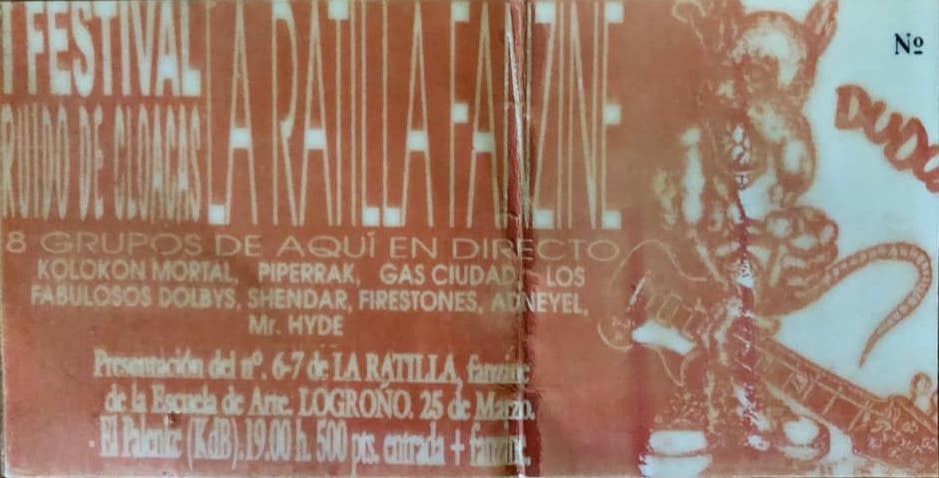 I FESTIVAL
RUIDO DE CLOACAS
LA RATILLA FANZINE
8 GRUPOS DE AQUÍ EN DIRECTO
KOLOKON MORTAL, PIPERRAK, GAS CIUDAD, LOS
FABULOSOS DOLBYS, SHENDAR, FIRESTONES, ADNEYEL,
Mr. HYDE
Presentación del nº. 6-7 de LA RATILLA, fanzine
de la Escuela de Arte. LOGROÑO. 25 de Marzo.
El Palenke (KdB).19.00 h. 500 pts. entrada + fanzine.
Nº